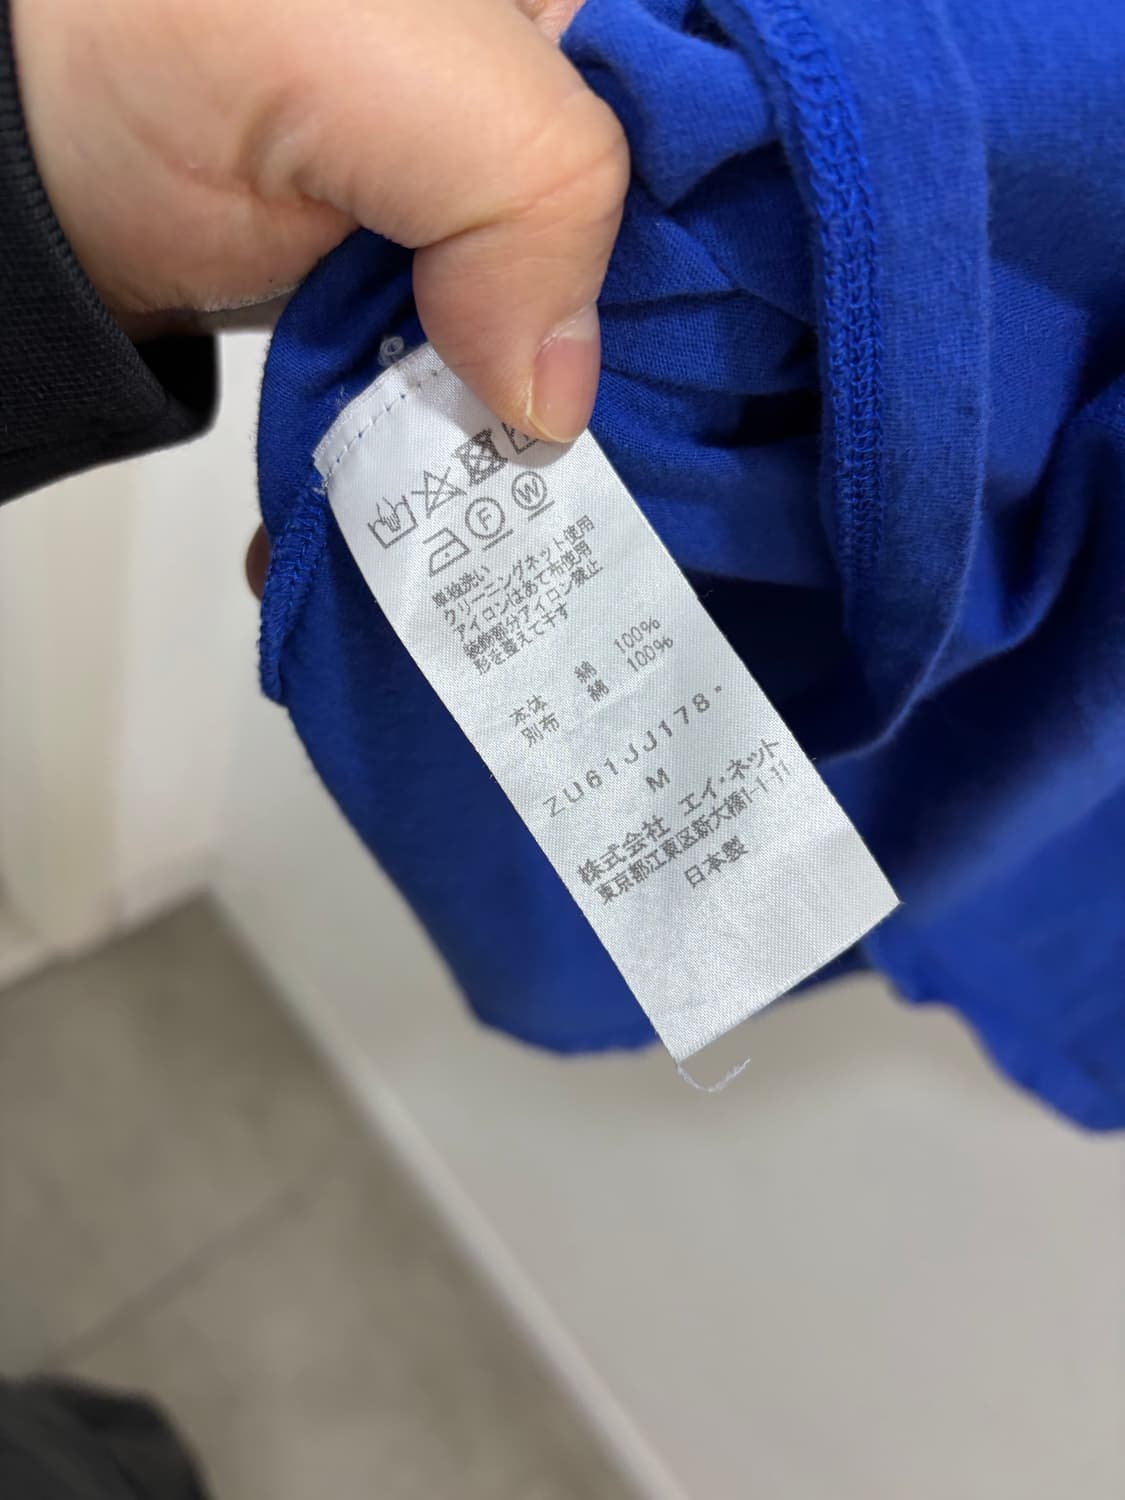 F W
単独洗い
クリーニングネット使用
アイロンはあて布使用
装飾部分アイロン禁止
形を整えて干す
本体 綿 100%
別布 綿 100%
ZU61JJ178-
M
株式会社 エイ・ネット
東京都江東区新大橋1-1-11
日本製